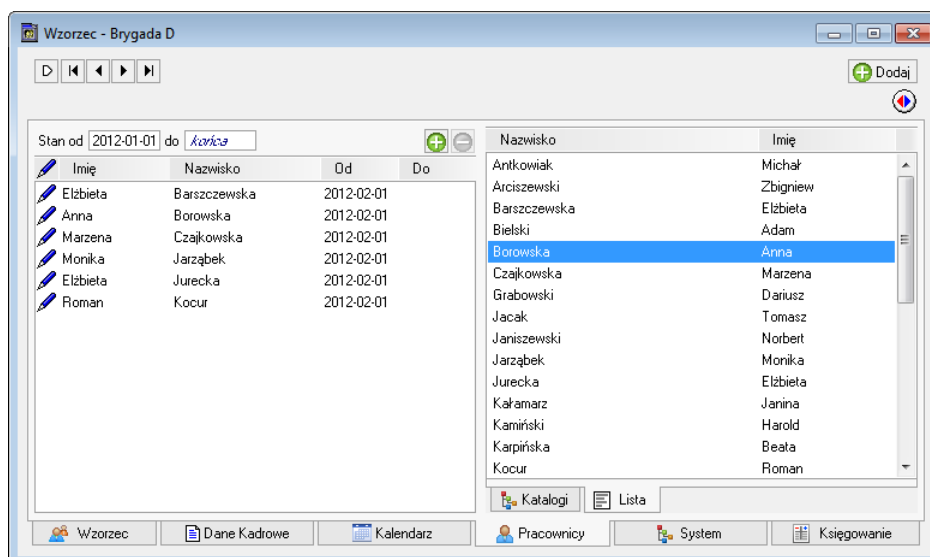 Wzorzec - Brygada D
Dodaj
Stan od 2012-01-01 do końca
Imię Nazwisko Od Do
Elżbieta Barszczewska 2012-02-01
Anna Borowska 2012-02-01
Marzena Czajkowska 2012-02-01
Monika Jarząbek 2012-02-01
Elżbieta Jurecka 2012-02-01
Roman Kocur 2012-02-01
Nazwisko Imię
Antkowiak Michał
Arciszewski Zbigniew
Barszczewska Elżbieta
Bielski Adam
Borowska Anna
Czajkowska Marzena
Grabowski Dariusz
Jacak Tomasz
Janiszewski Norbert
Jarząbek Monika
Jurecka Elżbieta
Kałamarz Janina
Kamiński Harold
Karpińska Beata
Kocur Roman
Katalogi Lista
Wzorzec Dane Kadrowe Kalendarz Pracownicy System Księgowanie